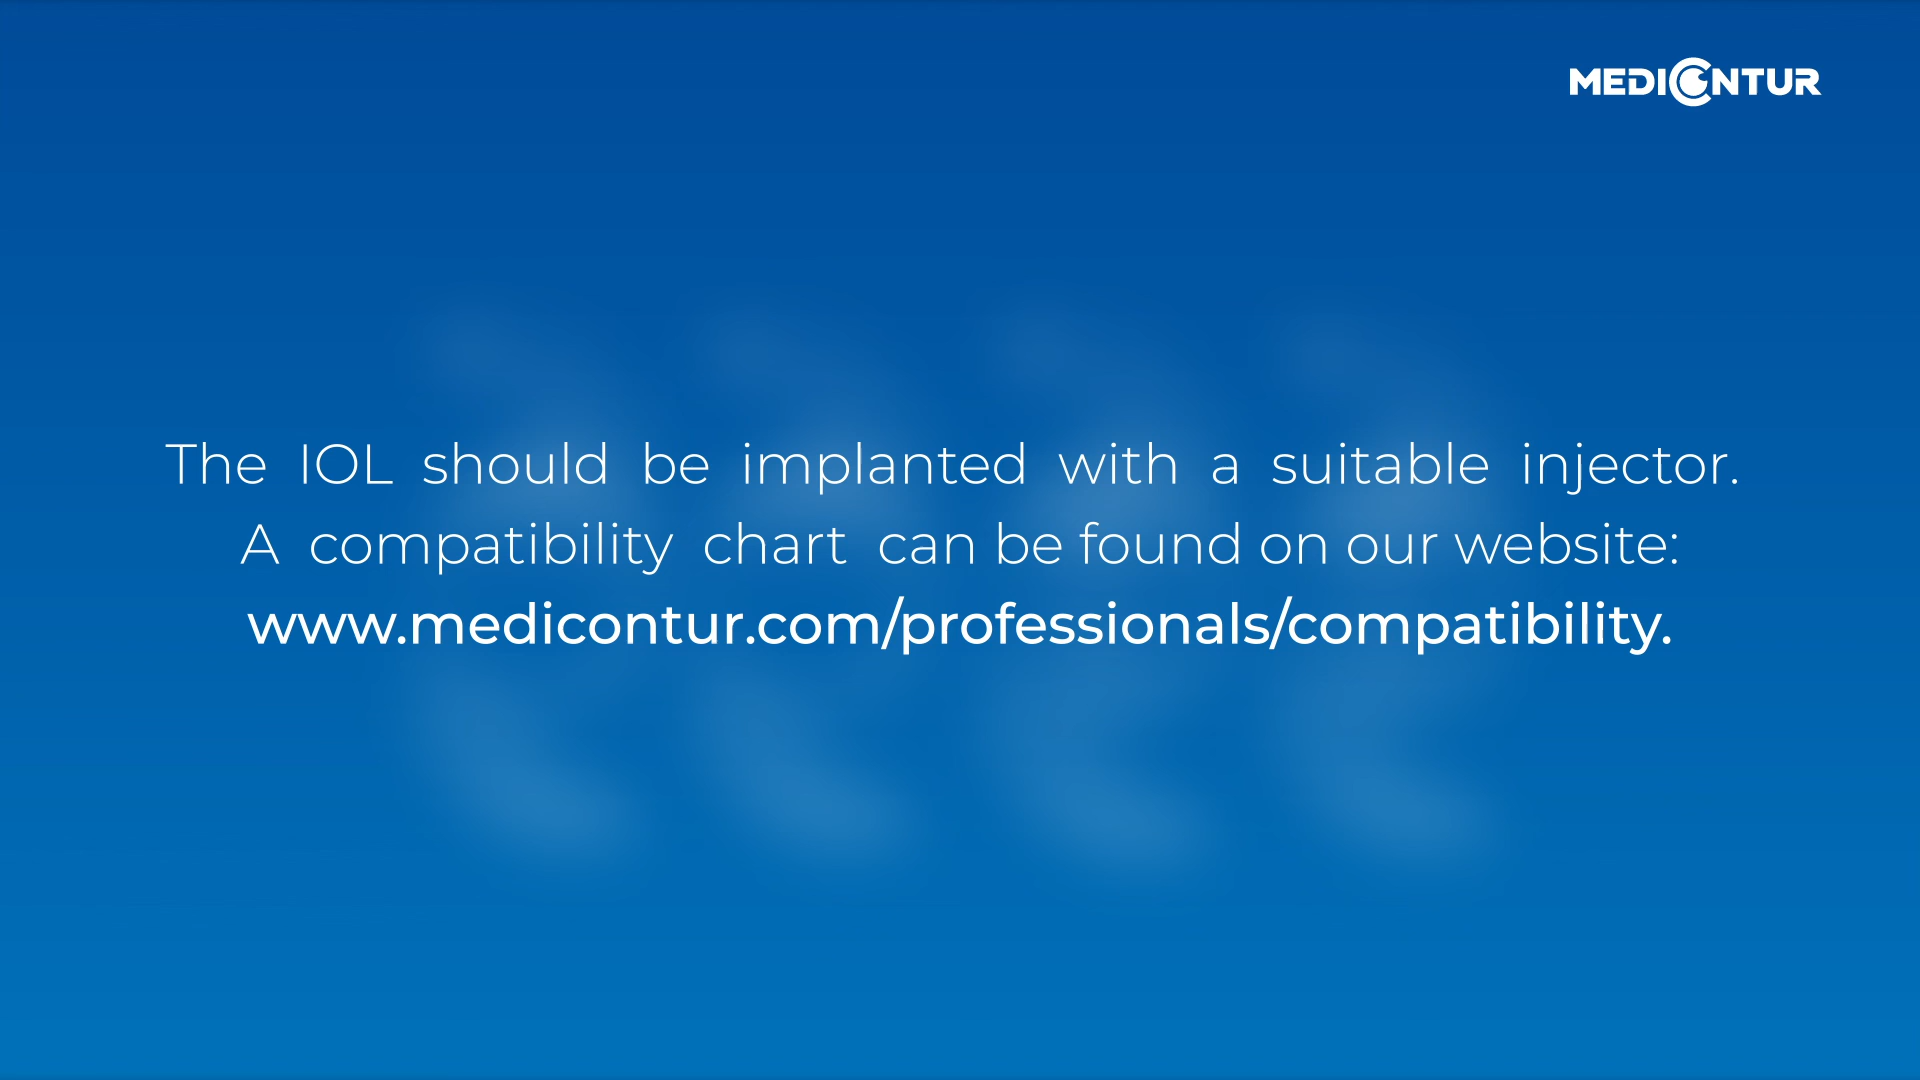 MEDICONTUR
The IOL should be implanted with a suitable injector.
A compatibility chart can be found on our website:
www.medicontur.com/professionals/compatibility.